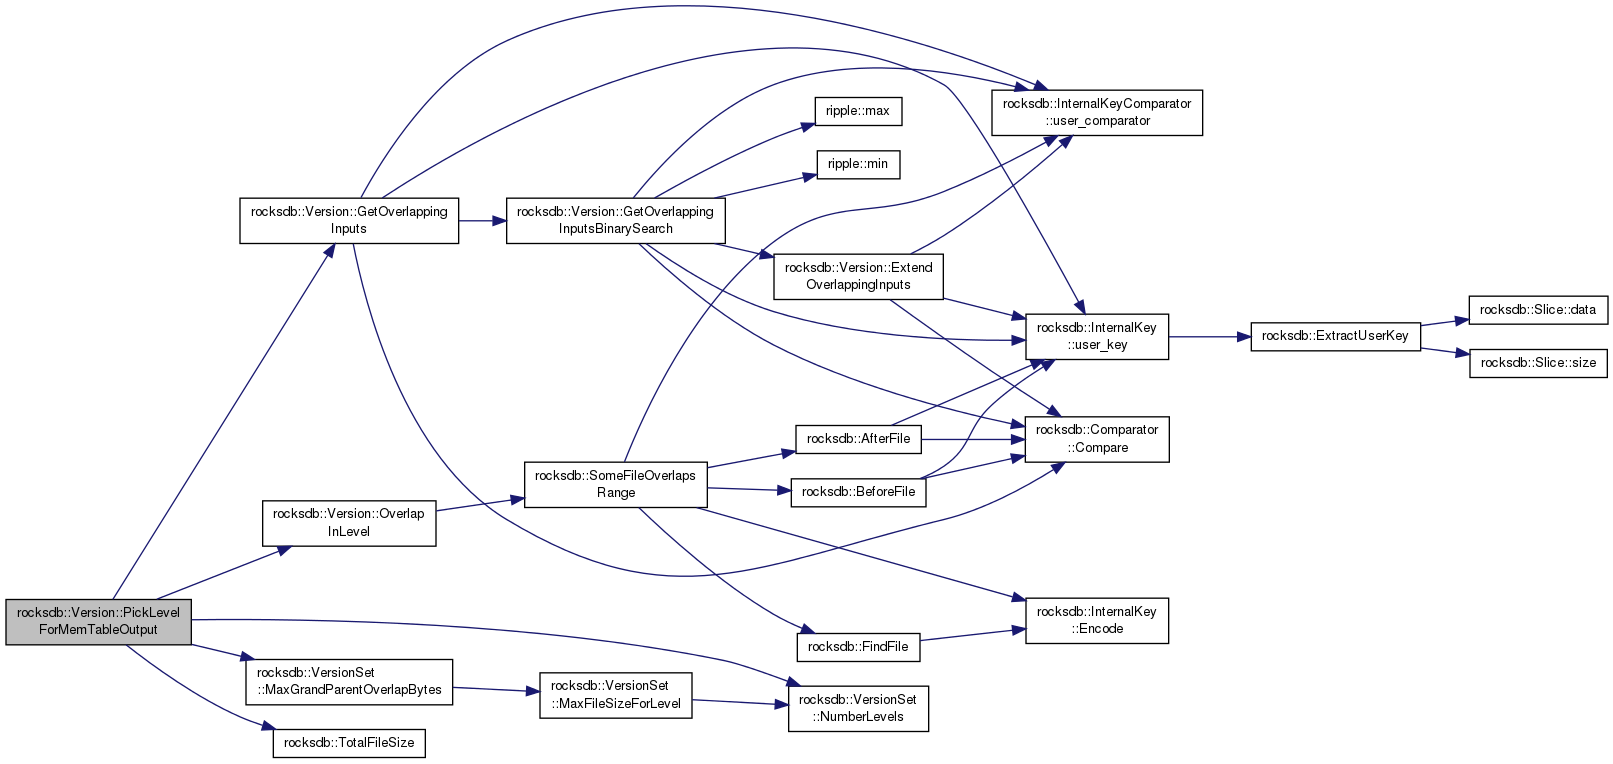 rocksdb::Version::PickLevel
ForMemTableOutput
rocksdb::Version::GetOverlapping
Inputs
rocksdb::Version::Overlap
InLevel
rocksdb::VersionSet
::MaxGrandParentOverlapBytes
rocksdb::TotalFileSize
rocksdb::Version::GetOverlapping
InputsBinarySearch
rocksdb::SomeFileOverlaps
Range
rocksdb::VersionSet
::MaxFileSizeForLevel
ripple::max
ripple::min
rocksdb::Version::Extend
OverlappingInputs
rocksdb::AfterFile
rocksdb::BeforeFile
rocksdb::FindFile
rocksdb::VersionSet
::NumberLevels
rocksdb::InternalKeyComparator
::user_comparator
rocksdb::InternalKey
::user_key
rocksdb::Comparator
::Compare
rocksdb::InternalKey
::Encode
rocksdb::ExtractUserKey
rocksdb::Slice::data
rocksdb::Slice::size